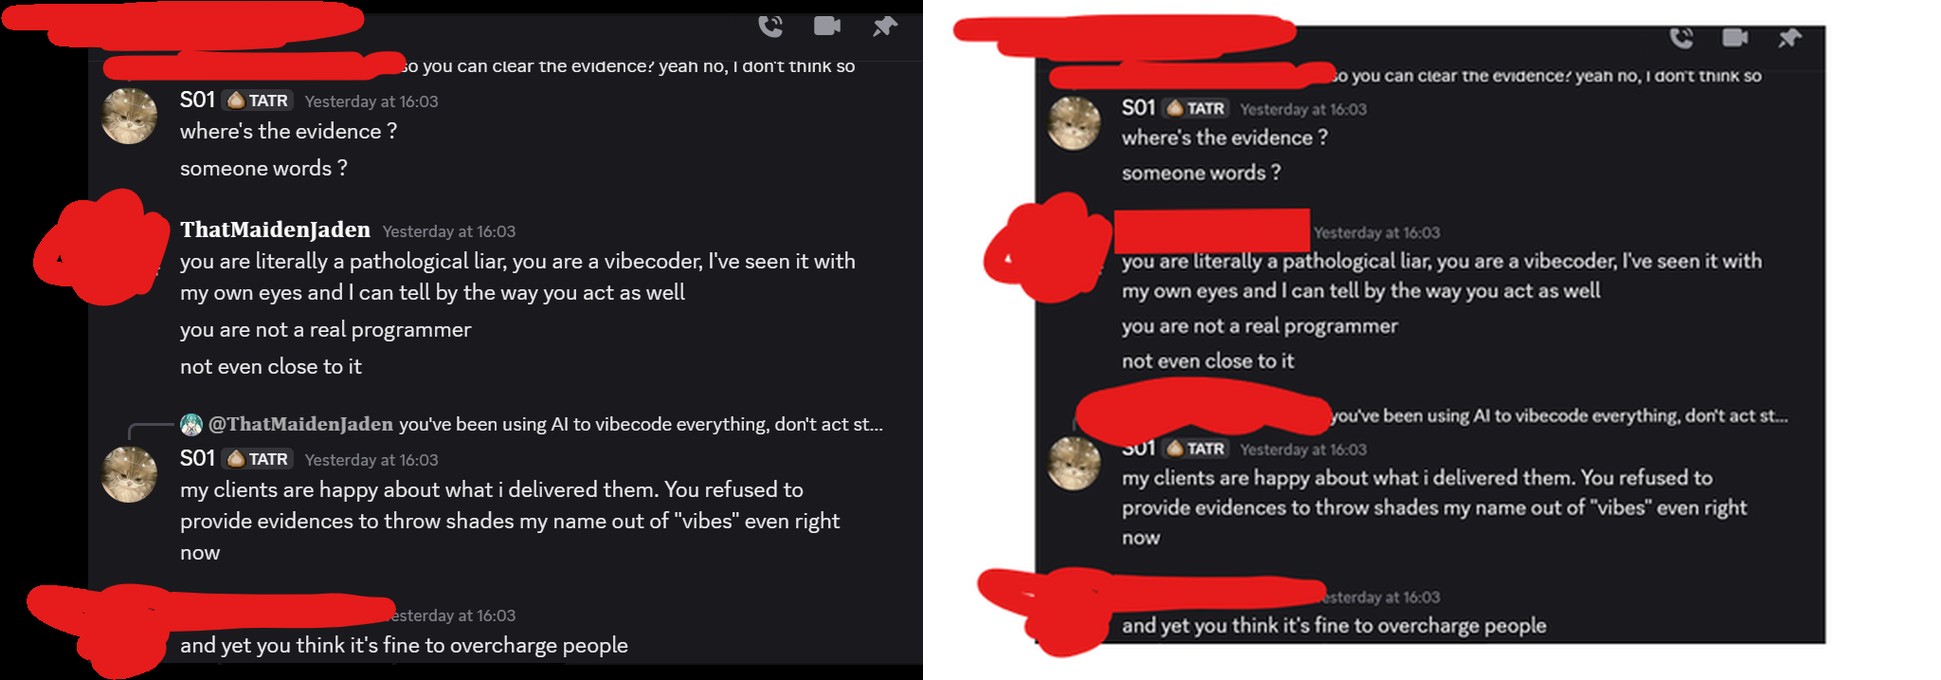 so you can clear the evidence? yeah no, I don't think so
S01 TATR Yesterday at 16:03
where's the evidence ?
someone words ?
ThatMaidenJaden Yesterday at 16:03
you are literally a pathological liar, you are a vibecoder, I've seen it with
my own eyes and I can tell by the way you act as well
you are not a real programmer
not even close to it
@ThatMaidenJaden you've been using AI to vibecode everything, don't act st...
S01 TATR Yesterday at 16:03
my clients are happy about what i delivered them. You refused to
provide evidences to throw shades my name out of "vibes" even right
now
esterday at 16:03
and yet you think it's fine to overcharge people
so you can clear the evidence? yeah no, I don't think so
S01 TATR Yesterday at 16:03
where's the evidence ?
someone words ?
Yesterday at 16:03
you are literally a pathological liar, you are a vibecoder, I've seen it with
my own eyes and I can tell by the way you act as well
you are not a real programmer
not even close to it
you've been using AI to vibecode everything, don't act st...
S01 TATR Yesterday at 16:03
my clients are happy about what i delivered them. You refused to
provide evidences to throw shades my name out of "vibes" even right
now
esterday at 16:03
and yet you think it's fine to overcharge people